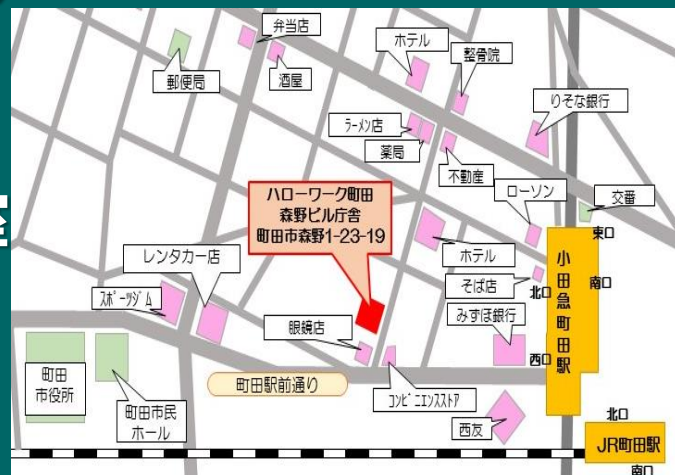 弁当店
ホテル
整骨院
郵便局
酒屋
りそな銀行
ラーメン店
薬局
不動産
ハローワーク町田
森野ビル庁舎
町田市森野1-23-19
ローソン
交番
東口
レンタカー店
ホテル
小田急町田駅
南口
そば店
北口
スポーツジム
眼鏡店
みずほ銀行
西口
町田
市役所
町田市民
ホール
町田駅前通り
コンビニエンスストア
西友
北口
JR町田駅
南口